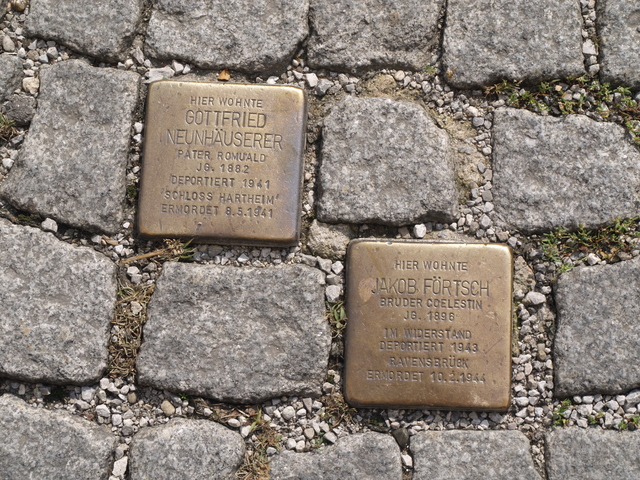 HIER WOHNTE
GOTTFRIED
NEUNHÄUSERER
PATER ROMUALD
JG. 1882
DEPORTIERT 1941
SCHLOSS HARTHEIM
ERMORDET 8.5.1941
HIER WOHNTE
JAKOB FÖRTSCH
BRUDER COELESTIN
JG. 1896
IM WIDERSTAND
DEPORTIERT 1943
RAVENSBRÜCK
ERMORDET 10.2.1944